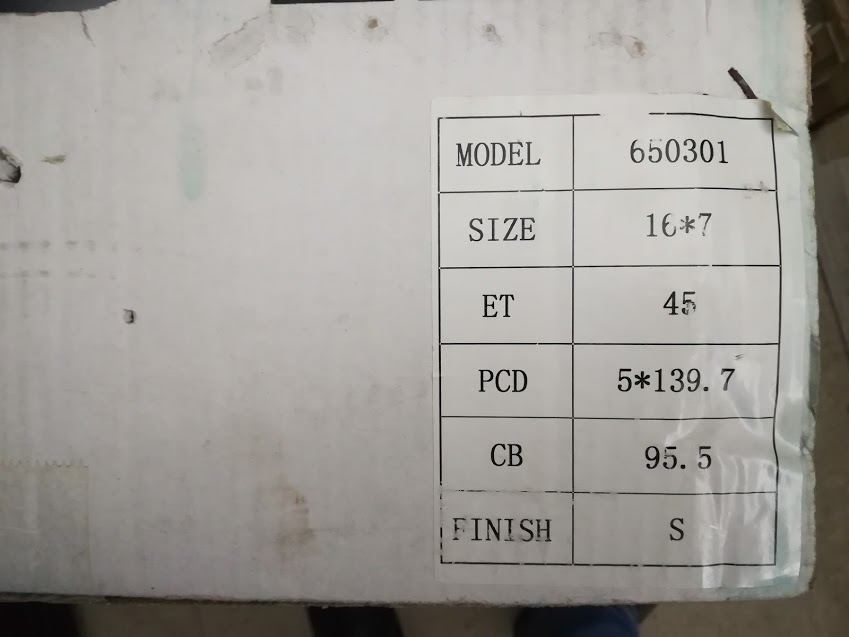 MODEL 650301
SIZE 16*7
ET 45
PCD 5*139.7
CB 95.5
FINISH S